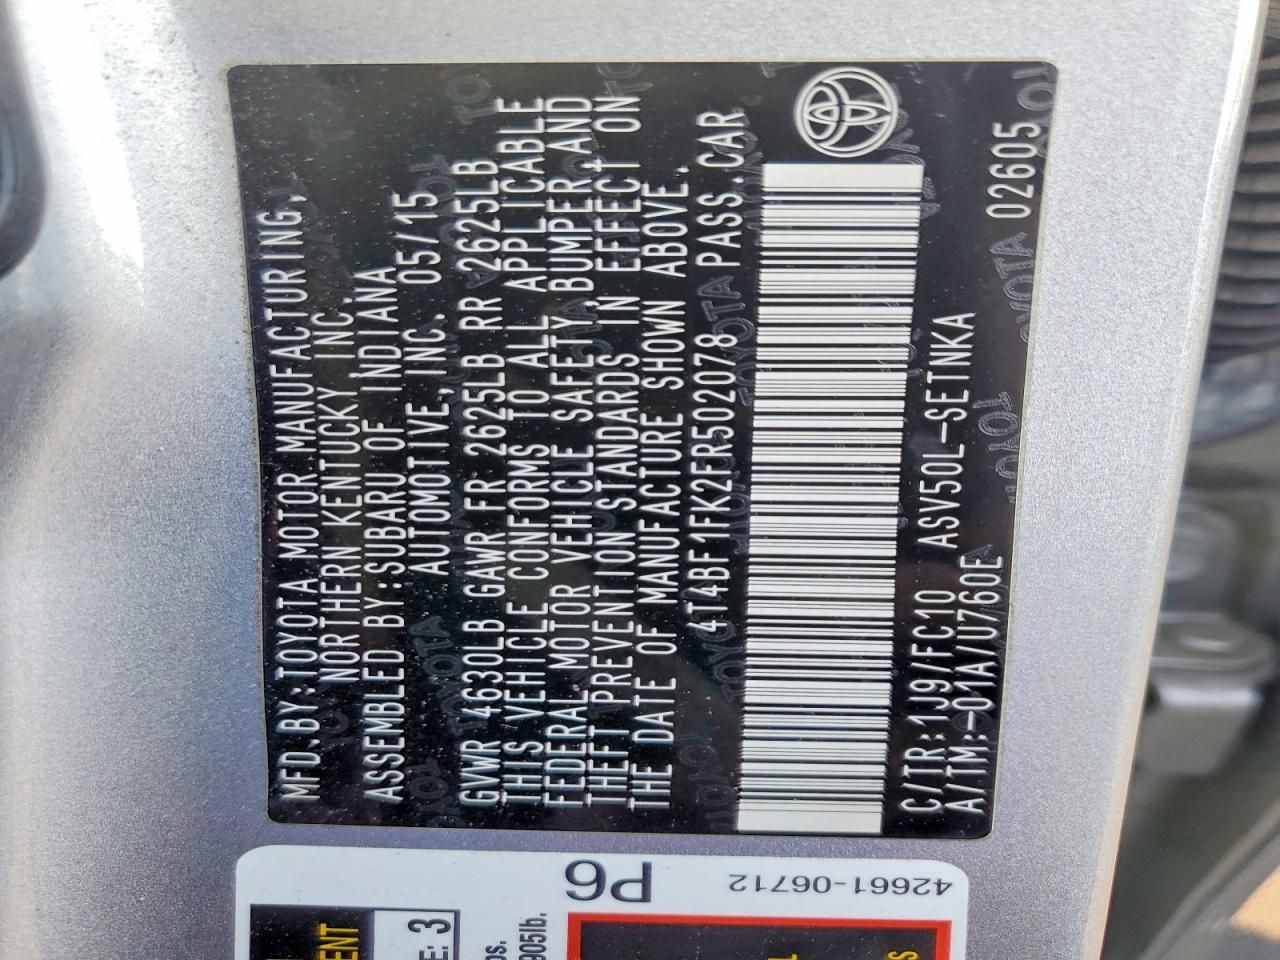 MFD.BY:TOYOTA MOTOR MANUFACTURING,
NORTHERN KENTUCKY, INC.
ASSEMBLED BY:SUBARU OF INDIANA
AUTOMOTIVE, INC. 05/15
GVWR 4630LB GAWR FR 2625LB RR 2625LB
THIS VEHICLE CONFORMS TO ALL APPLICABLE
FEDERAL MOTOR VEHICLE SAFETY,BUMPER,AND
THEFT PREVENTION STANDARDS IN EFFECT ON
THE DATE OF MANUFACTURE SHOWN ABOVE.
4T4BF1FK2FR502078 PASS.CAR
C/TR:1J9/FC10 ASV50L-SETNKA 02605
A/TM:-01A/U760E
P6
42661-06712
905lb.